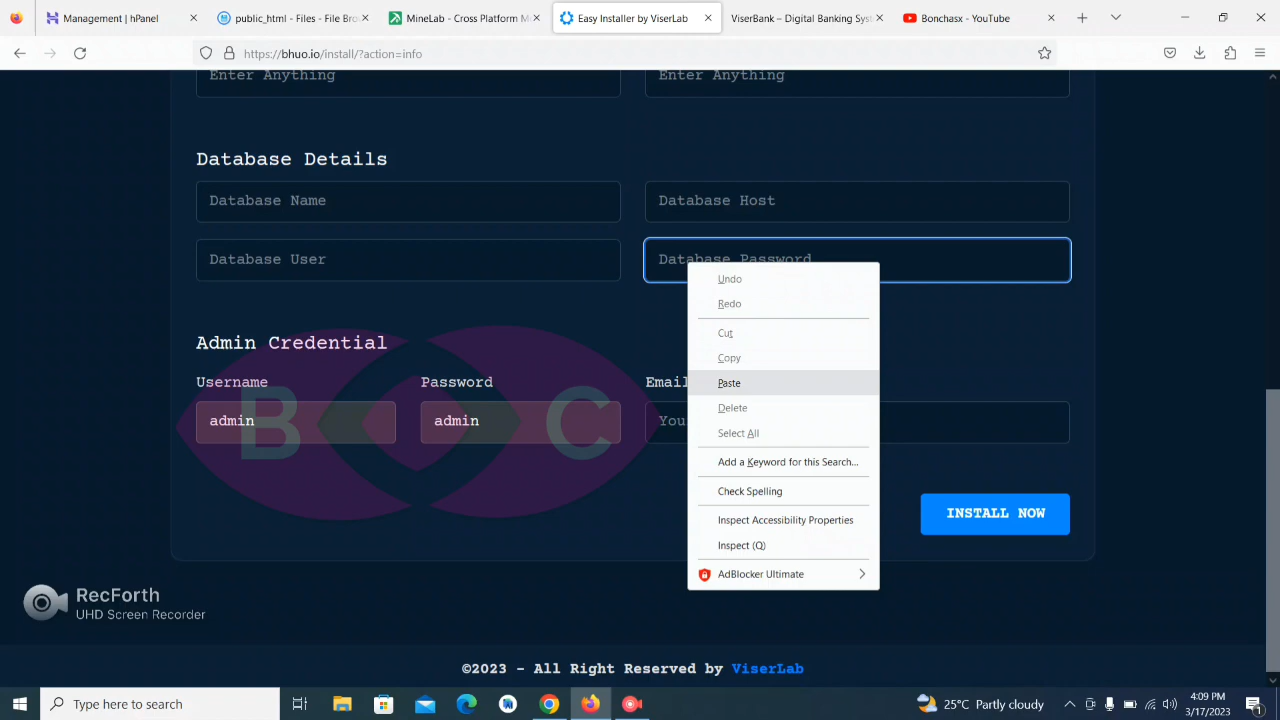 Management | hPanel
public_html - Files - File Bro
MineLab - Cross Platform M
Easy Installer by ViserLab
ViserBank – Digital Banking Sys
Bonchasx - YouTube
https://bhuo.io/install/?action=info
Enter Anything
Enter Anything
Database Details
Database Name
Database Host
Database User
Database Password
Undo
Redo
Cut
Copy
Paste
Delete
Select All
Add a Keyword for this Search...
Check Spelling
Inspect Accessibility Properties
Inspect (Q)
AdBlocker Ultimate
Admin Credential
Username
Password
Email
admin
admin
You
B C
INSTALL NOW
RecForth
UHD Screen Recorder
©2023 - All Right Reserved by ViserLab
Type here to search
25°C Partly cloudy
4:09 PM
3/17/2023
1